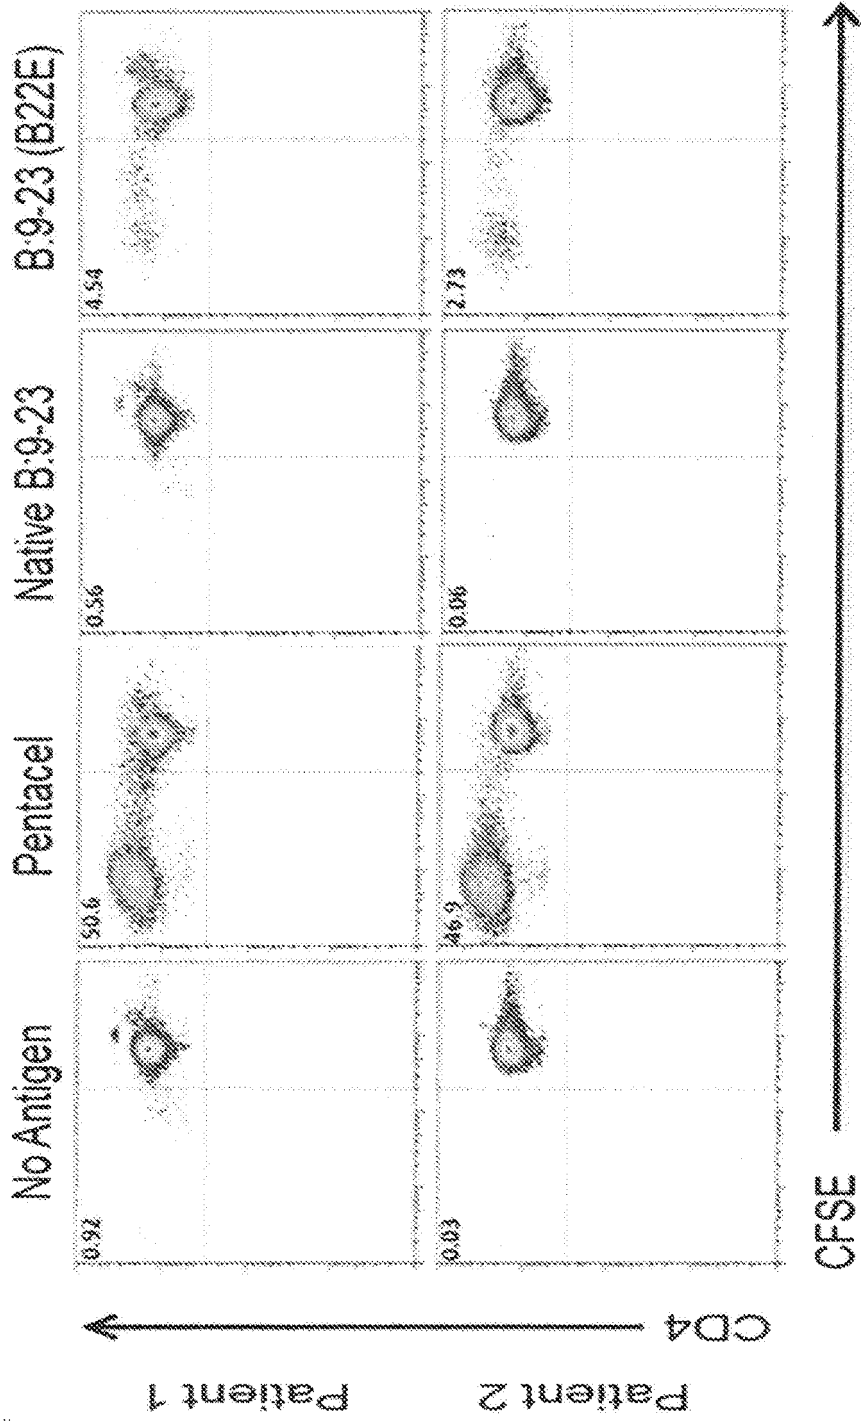 No Antigen
Pentacel
Native B:9-23
B:9-23 (B22E)
Patient 1
0.92
50.6
0.56
4.54
Patient 2
0.03
46.9
0.06
2.73
CD4
CFSE